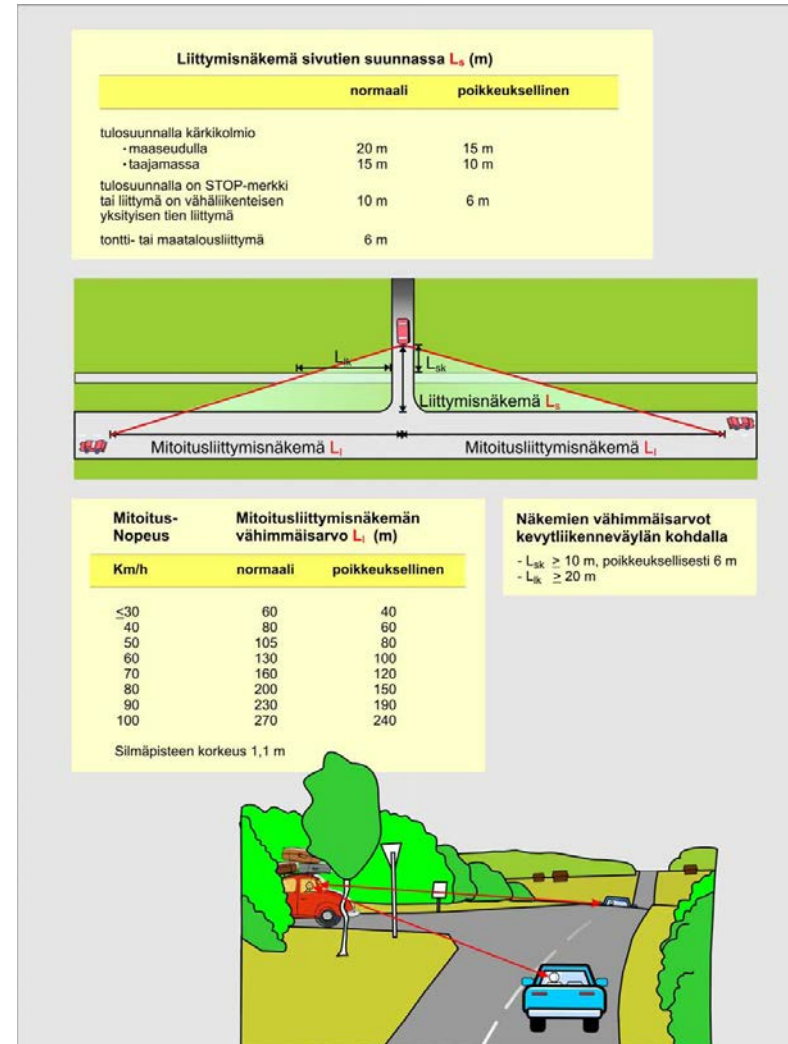 Liittymisnäkemä sivutien suunnassa Ls (m)
normaali poikkeuksellinen
tulosuunnalla kärkikolmio
· maaseudulla 20 m 15 m
· taajamassa 15 m 10 m
tulosuunnalla on STOP-merkki
tai liittymä on vähäliikenteisen 10 m 6 m
yksityisen tien liittymä
tontti- tai maatalousliittymä 6 m
Llk
Lsk
Liittymisnäkemä Ls
Mitoitusliittymisnäkemä Ll Mitoitusliittymisnäkemä Ll
Mitoitus- Mitoitusliittymisnäkemän
Nopeus vähimmäisarvo Ll (m)
Km/h normaali poikkeuksellinen
≤30 60 40
40 80 60
50 105 80
60 130 100
70 160 120
80 200 150
90 230 190
100 270 240
Silmäpisteen korkeus 1,1 m
Näkemien vähimmäisarvot
kevytliikenneväylän kohdalla
- Lsk ≥ 10 m, poikkeuksellisesti 6 m
- Llk ≥ 20 m